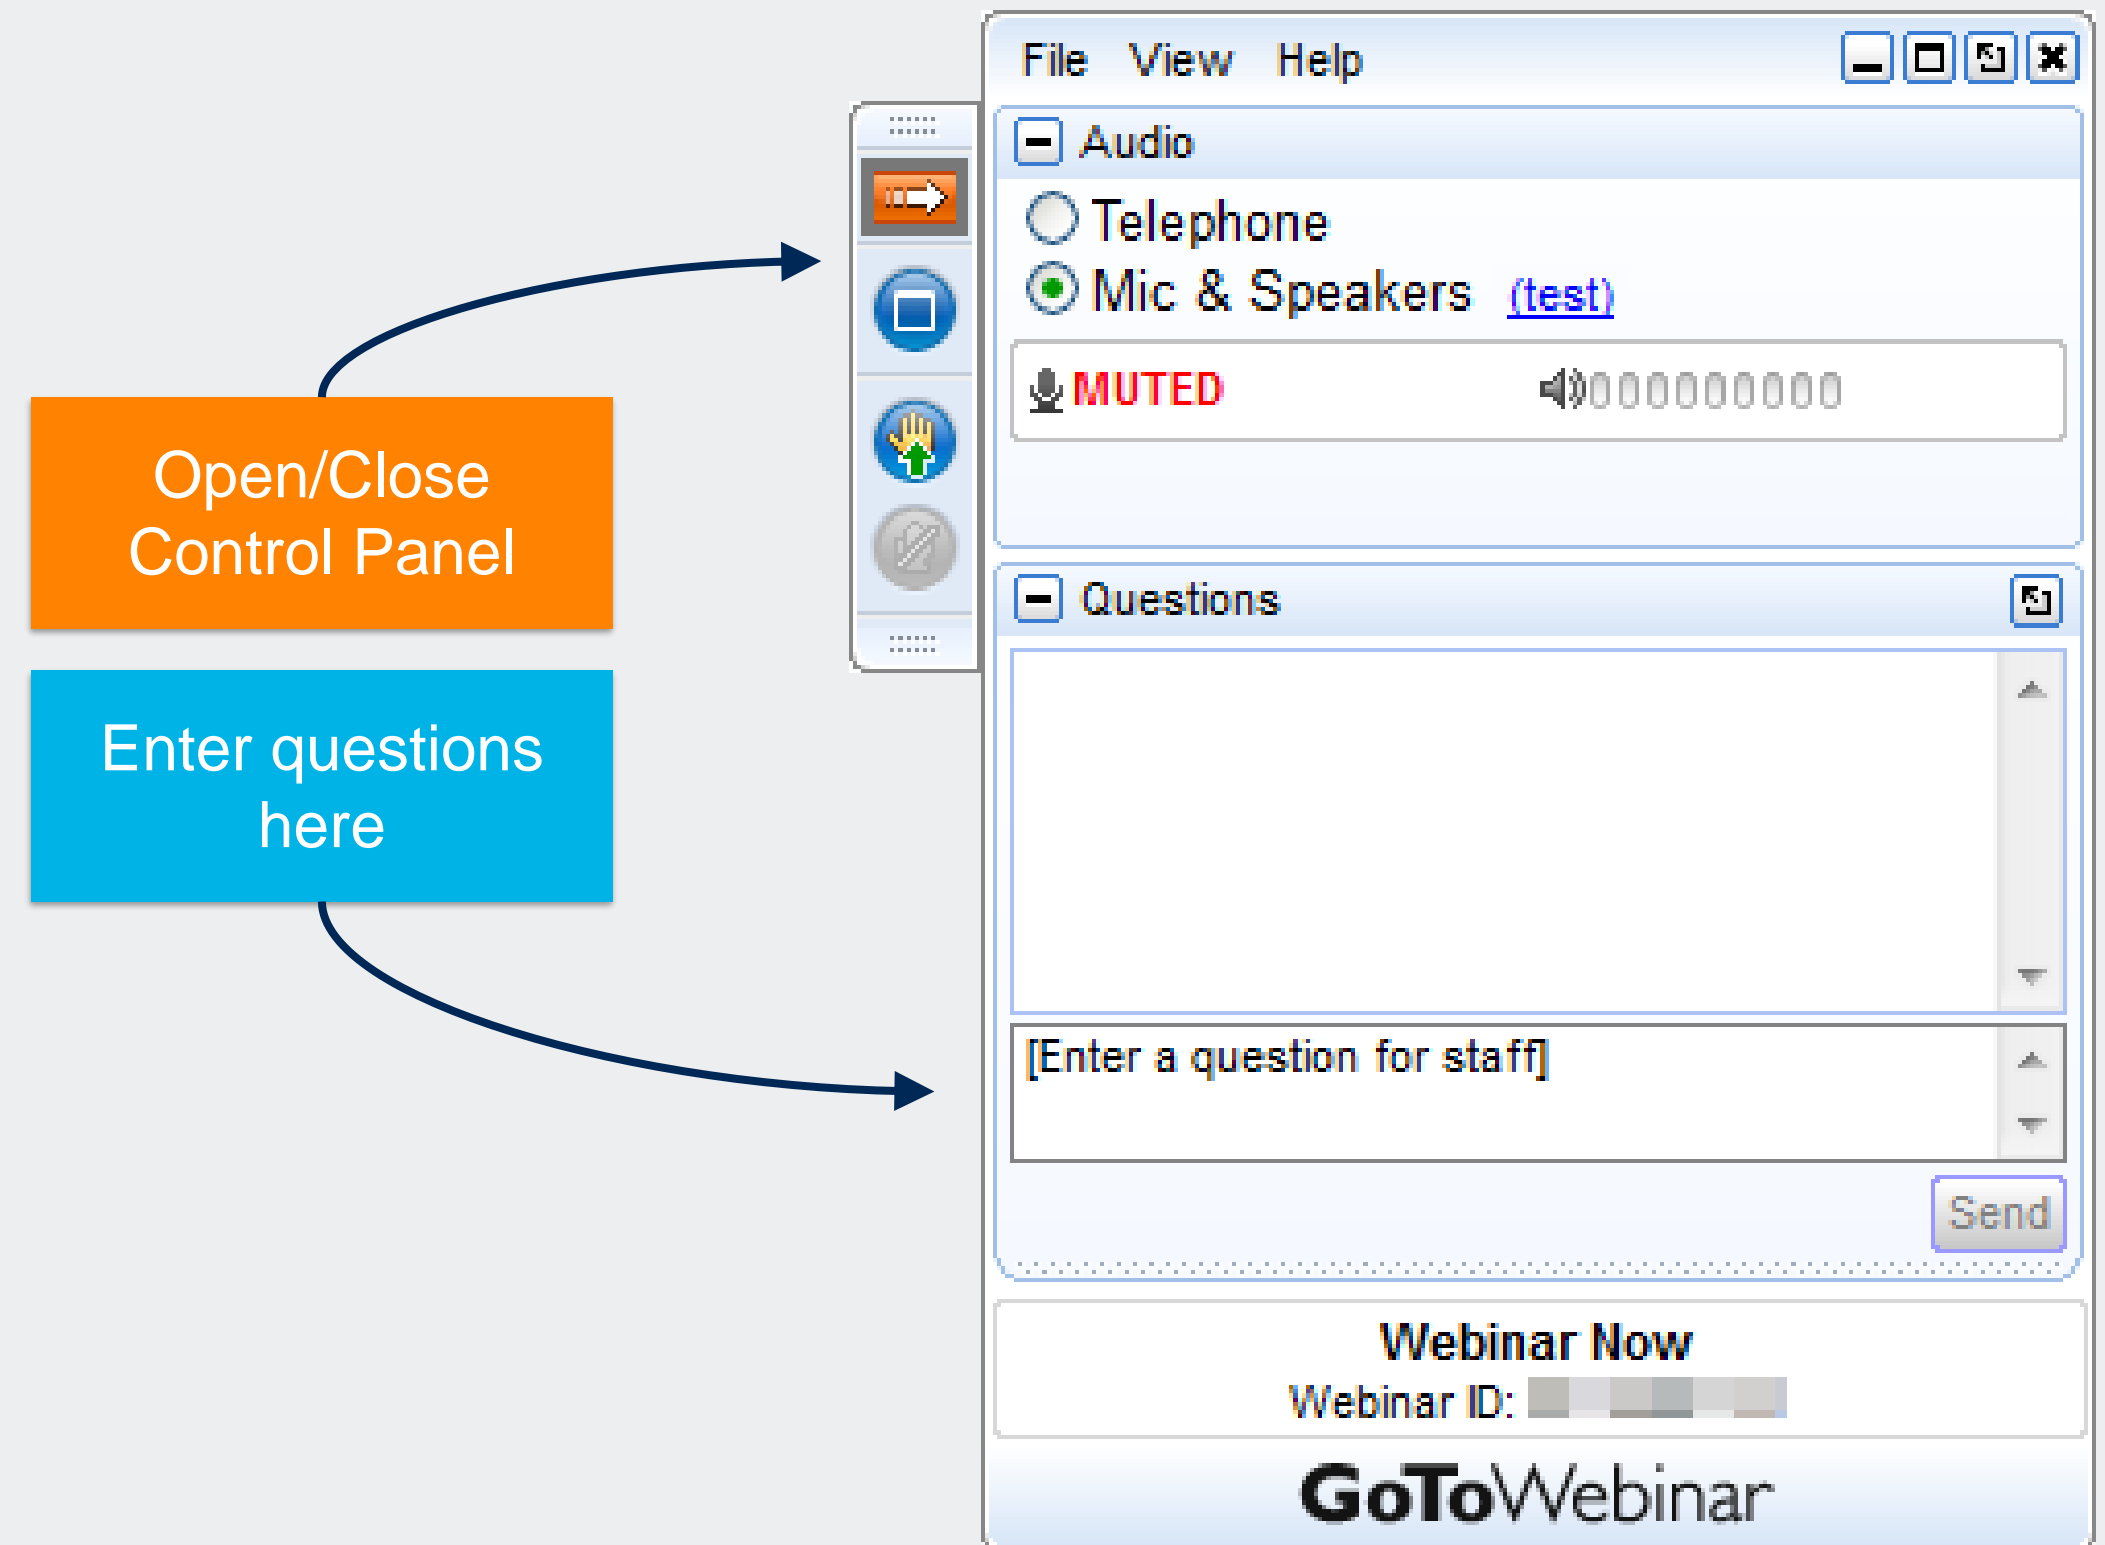 File View Help
Audio
Telephone
Mic & Speakers (test)
MUTED
Open/Close
Control Panel
Questions
Enter questions
here
[Enter a question for staff]
Send
Webinar Now
Webinar ID:
GoToWebinar